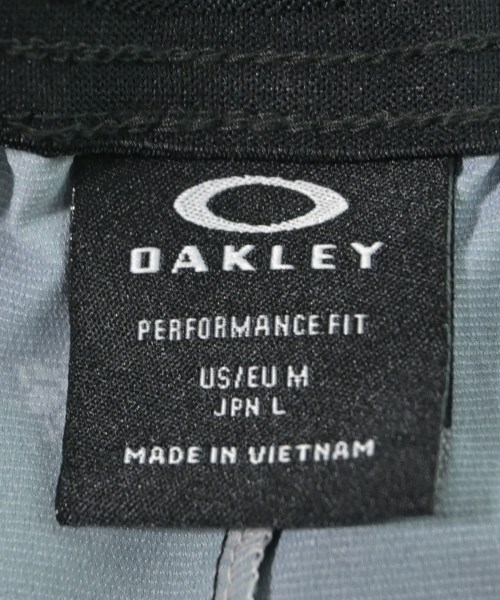 OAKLEY
PERFORMANCE FIT
US/EU M
JPN L
MADE IN VIETNAM